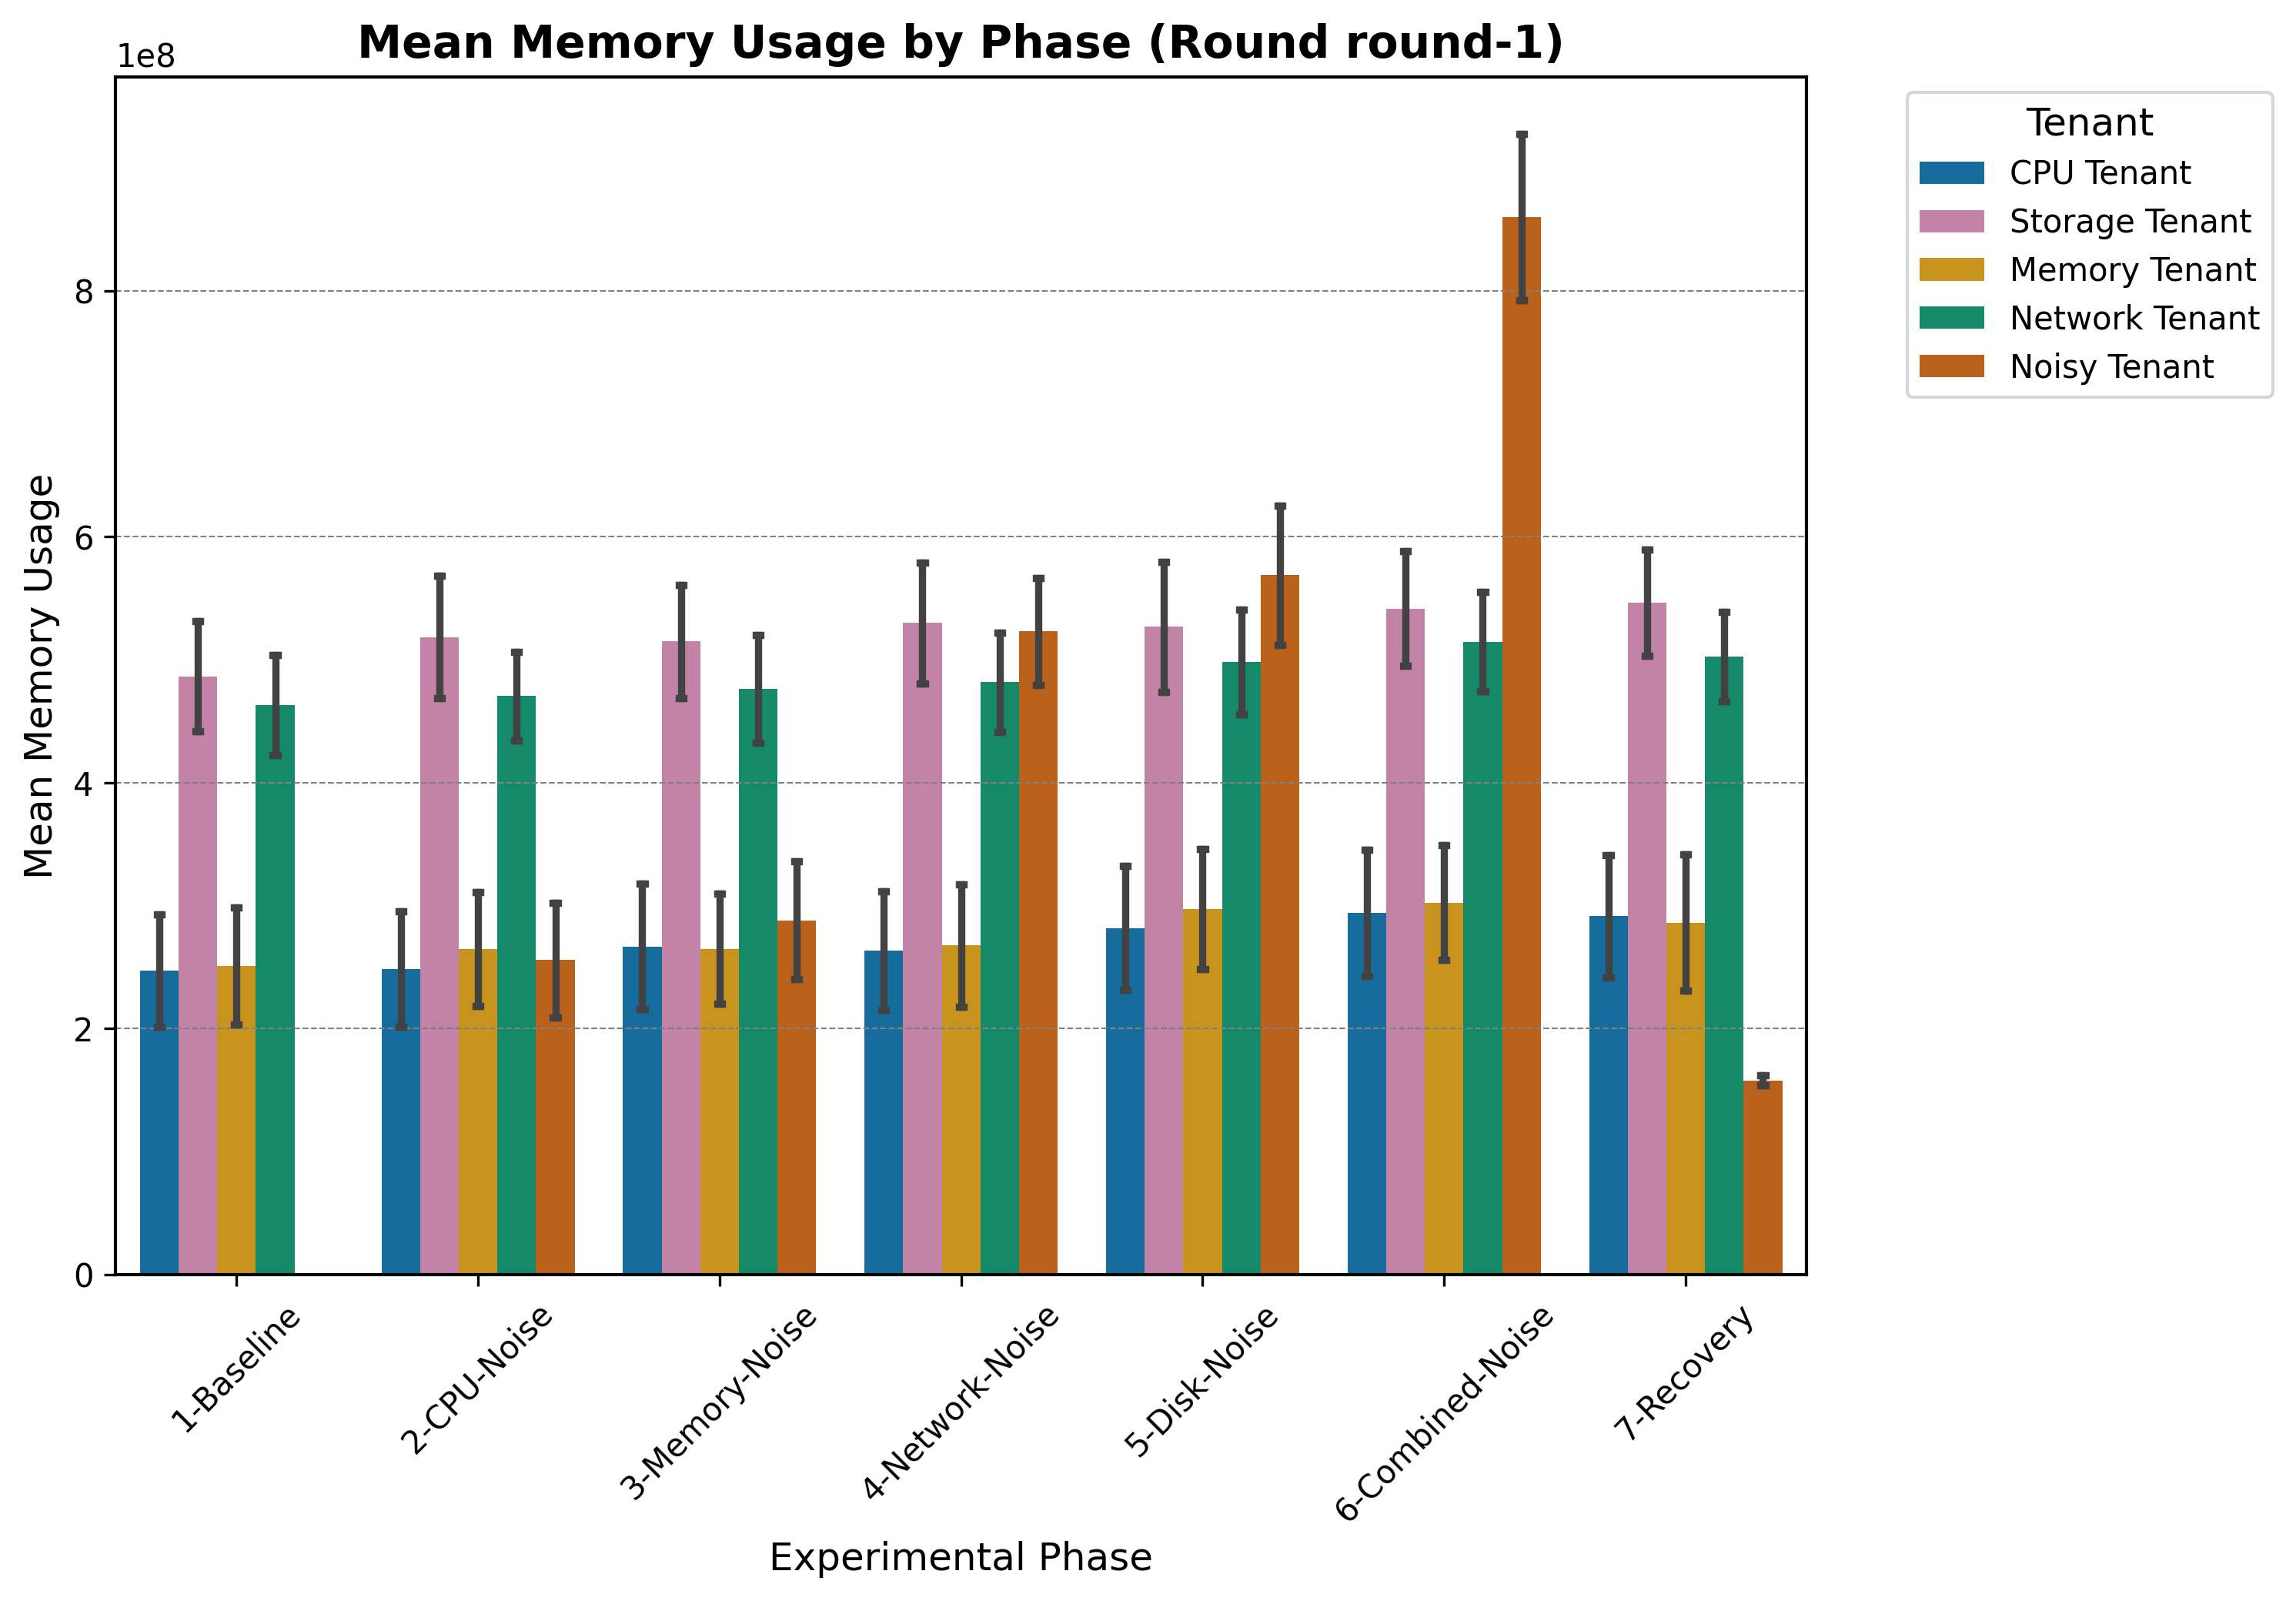 Mean Memory Usage by Phase (Round round-1)
1e8
Mean Memory Usage
8
6
4
2
0
1-Baseline
2-CPU-Noise
3-Memory-Noise
4-Network-Noise
5-Disk-Noise
6-Combined-Noise
7-Recovery
Experimental Phase
Tenant
CPU Tenant
Storage Tenant
Memory Tenant
Network Tenant
Noisy Tenant